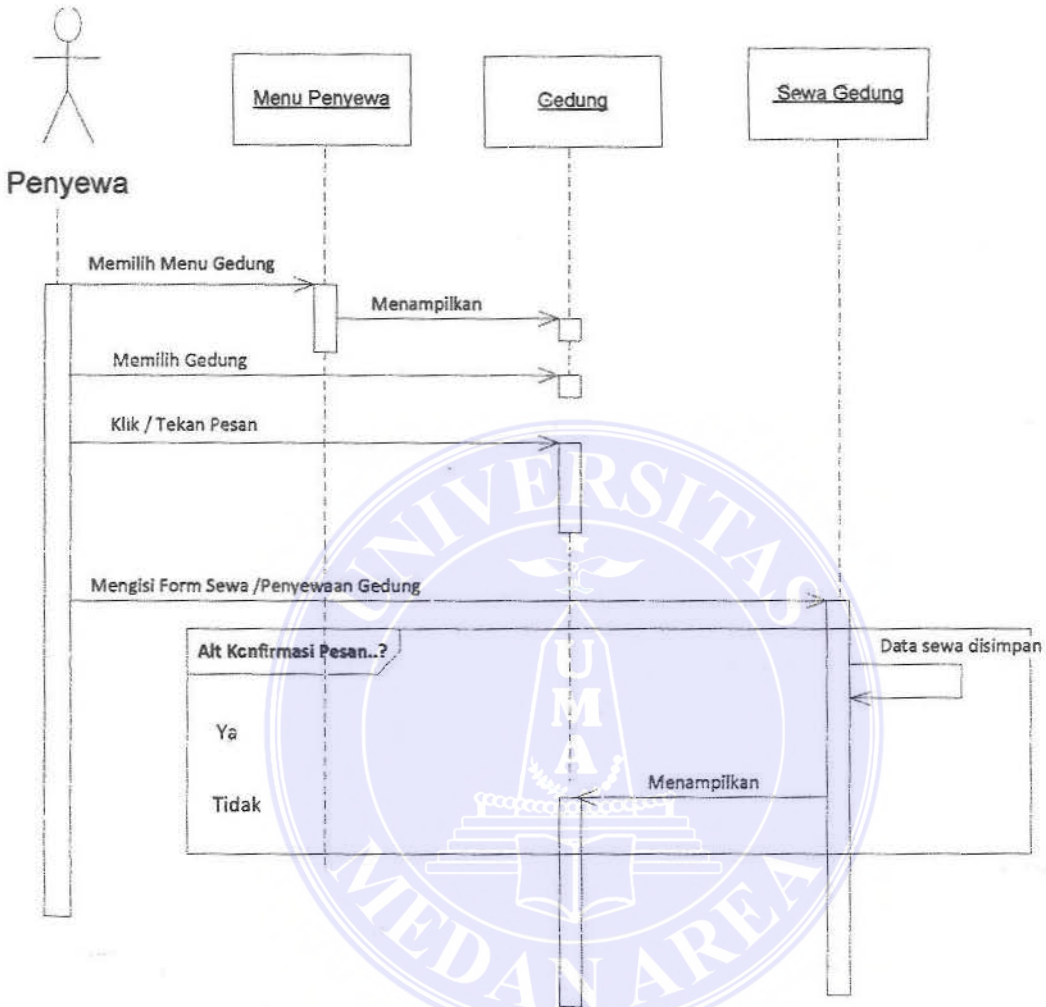 Menu Penyewa
Gedung
Sewa Gedung
Penyewa
Memilih Menu Gedung
Menampilkan
Memilih Gedung
Klik / Tekan Pesan
UNIVERSITAS
Mengisi Form Sewa /Penyewaan Gedung
Alt Konfirmasi Pesan..?
Data sewa disimpan
Ya
Tidak
Menampilkan
UMA
MEDAN AREA